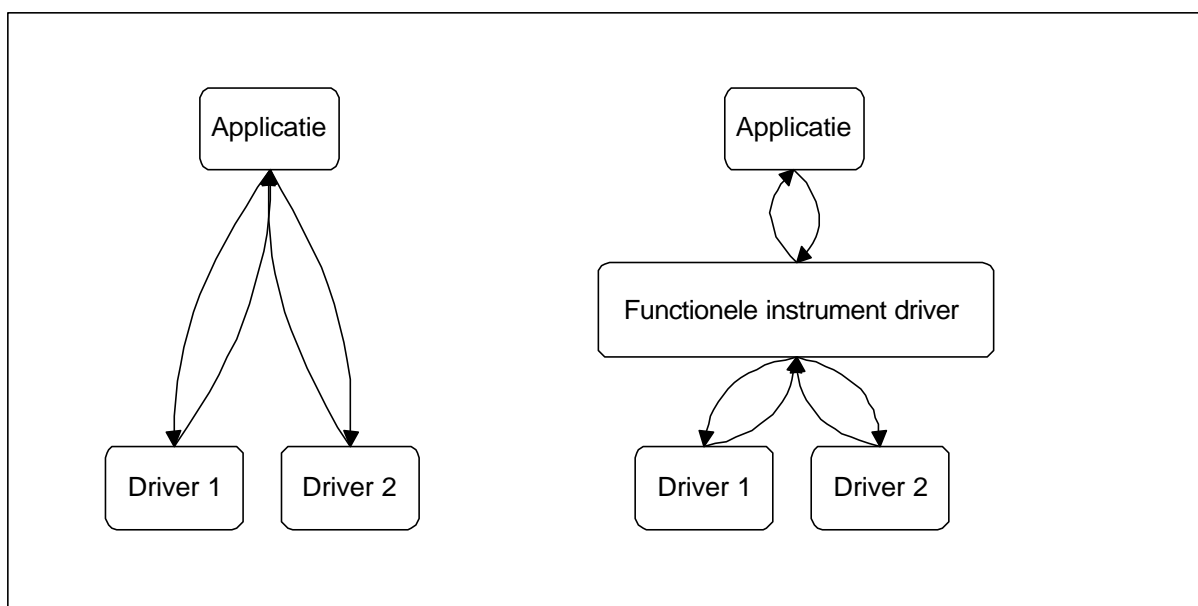 Applicatie
Applicatie
Functionele instrument driver
Driver 1
Driver 2
Driver 1
Driver 2